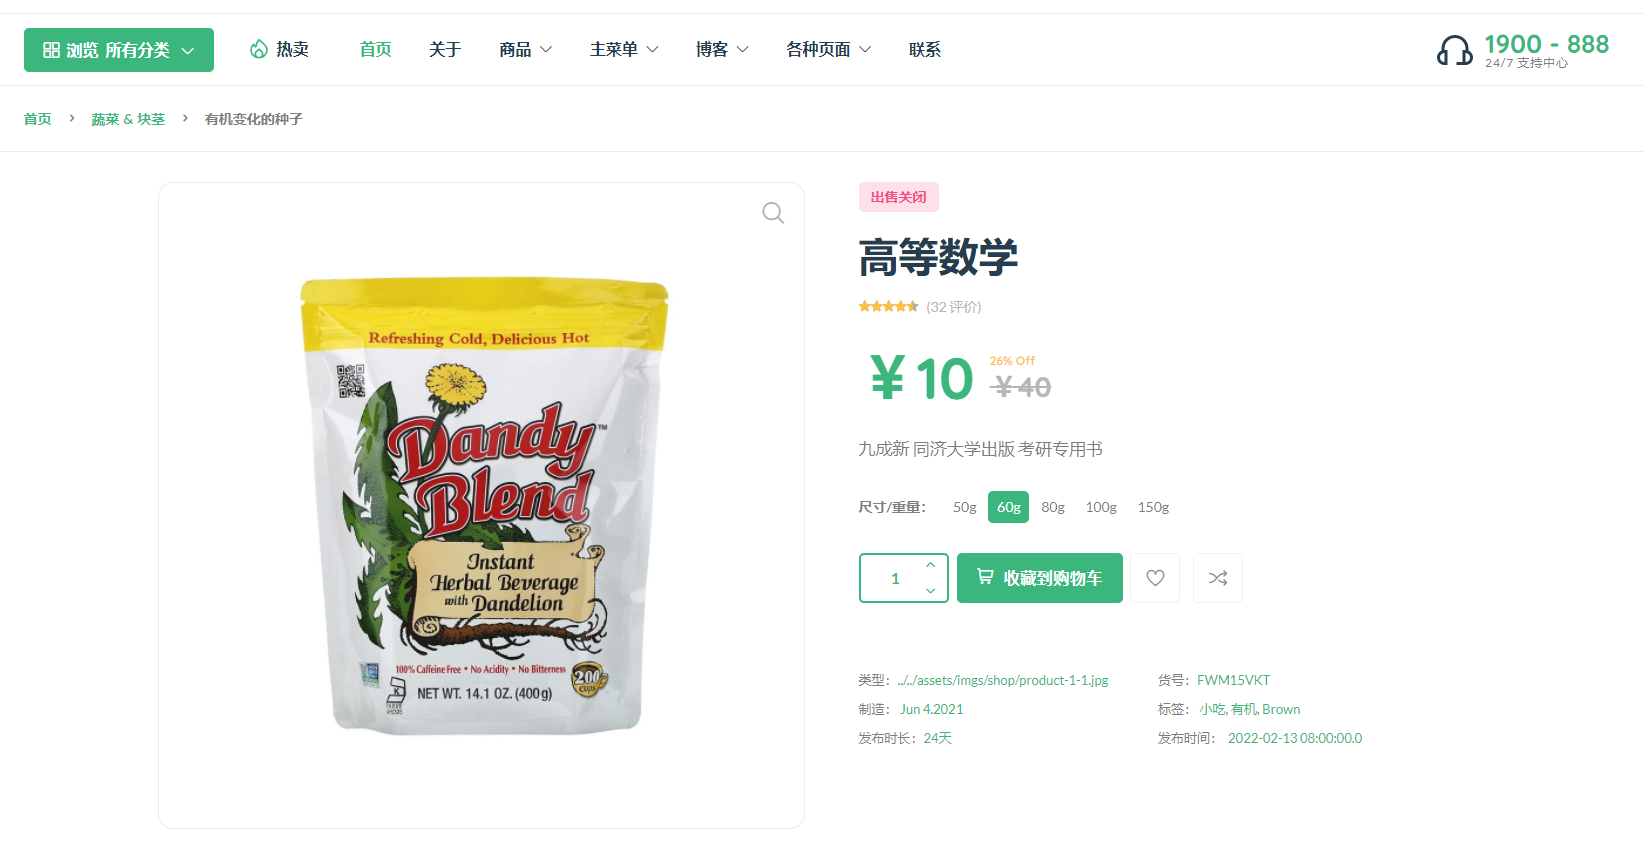 浏览 所有分类
热卖
首页
关于
商品
主菜单
博客
各种页面
联系
1900 - 888
24/7 支持中心
首页 > 蔬菜 & 块茎 > 有机变化的种子
Refreshing Cold, Delicious Hot
Dandy
Blend
™
Instant
Herbal Beverage
with Dandelion
100% Caffeine Free • No Acidity • No Bitterness
NET WT. 14.1 OZ. (400g)
200
CUPS
K
出售关闭
高等数学
(32 评价)
￥10
26% Off
￥40
九成新 同济大学出版 考研专用书
尺寸/重量： 50g 60g 80g 100g 150g
1
收藏到购物车
类型：../../assets/imgs/shop/product-1-1.jpg
货号：FWM15VKT
制造： Jun 4.2021
标签： 小吃, 有机, Brown
发布时长：24天
发布时间： 2022-02-13 08:00:00.0